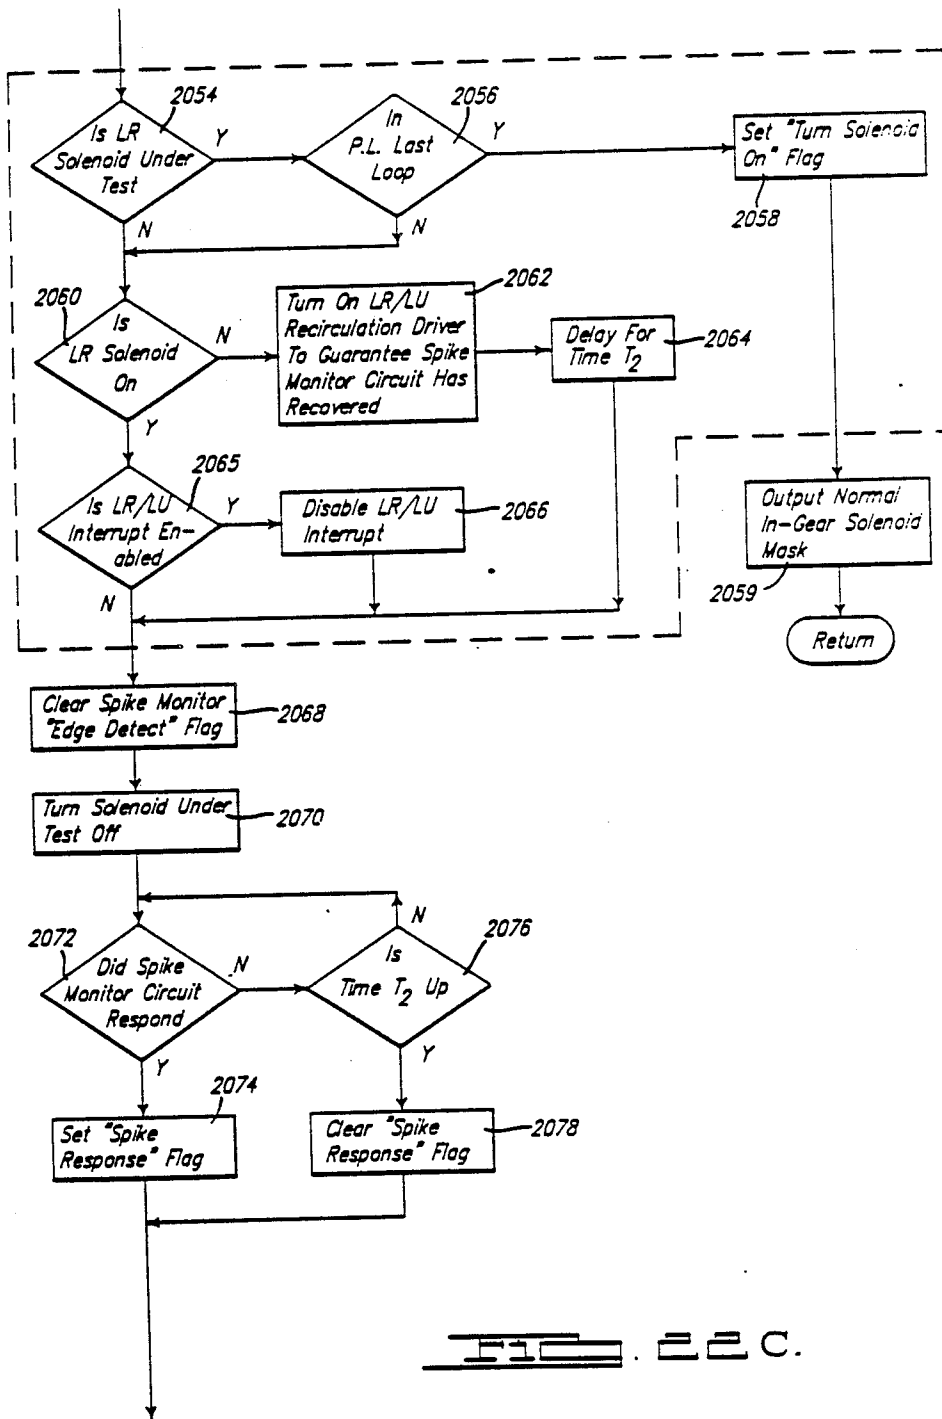 2054
Is LR
Solenoid Under
Test
Y
N
2056
In
P.L. Last
Loop
Y
N
Set "Turn Solenoid
On" Flag
2058
2060
Is
LR Solenoid
On
N
Y
Turn On LR/LU
Recirculation Driver
To Guarantee Spike
Monitor Circuit Has
Recovered
2062
Delay For
Time T2
2064
2065
Is LR/LU
Interrupt En-
abled
Y
N
Disable LR/LU
Interrupt
2066
Output Normal
In-Gear Solenoid
Mask
2059
Return
Clear Spike Monitor
"Edge Detect" Flag
2068
Turn Solenoid Under
Test Off
2070
2072
Did Spike
Monitor Circuit
Respond
N
Y
2076
Is
Time T2 Up
N
Y
2074
Set "Spike
Response" Flag
Clear "Spike
Response" Flag
2078
FIG. 22C.